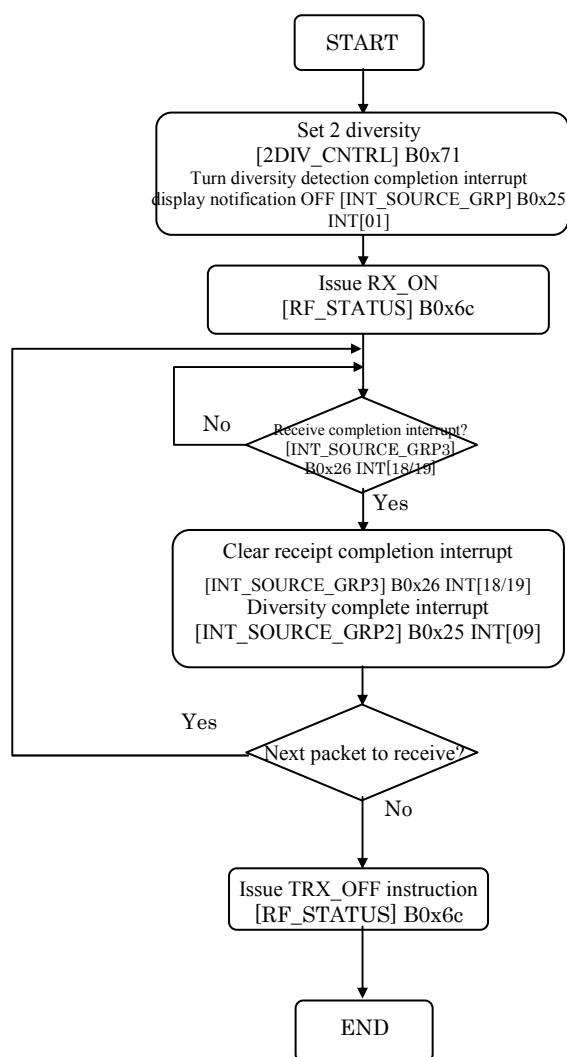 START
Set 2 diversity
[2DIV_CNTRL] B0x71
Turn diversity detection completion interrupt
display notification OFF [INT_SOURCE_GRP] B0x25
INT[01]
Issue RX_ON
[RF_STATUS] B0x6c
No
Receive completion interrupt?
[INT_SOURCE_GRP3]
B0x26 INT[18/19]
Yes
Clear receipt completion interrupt
[INT_SOURCE_GRP3] B0x26 INT[18/19]
Diversity complete interrupt
[INT_SOURCE_GRP2] B0x25 INT[09]
Yes
Next packet to receive?
No
Issue TRX_OFF instruction
[RF_STATUS] B0x6c
END